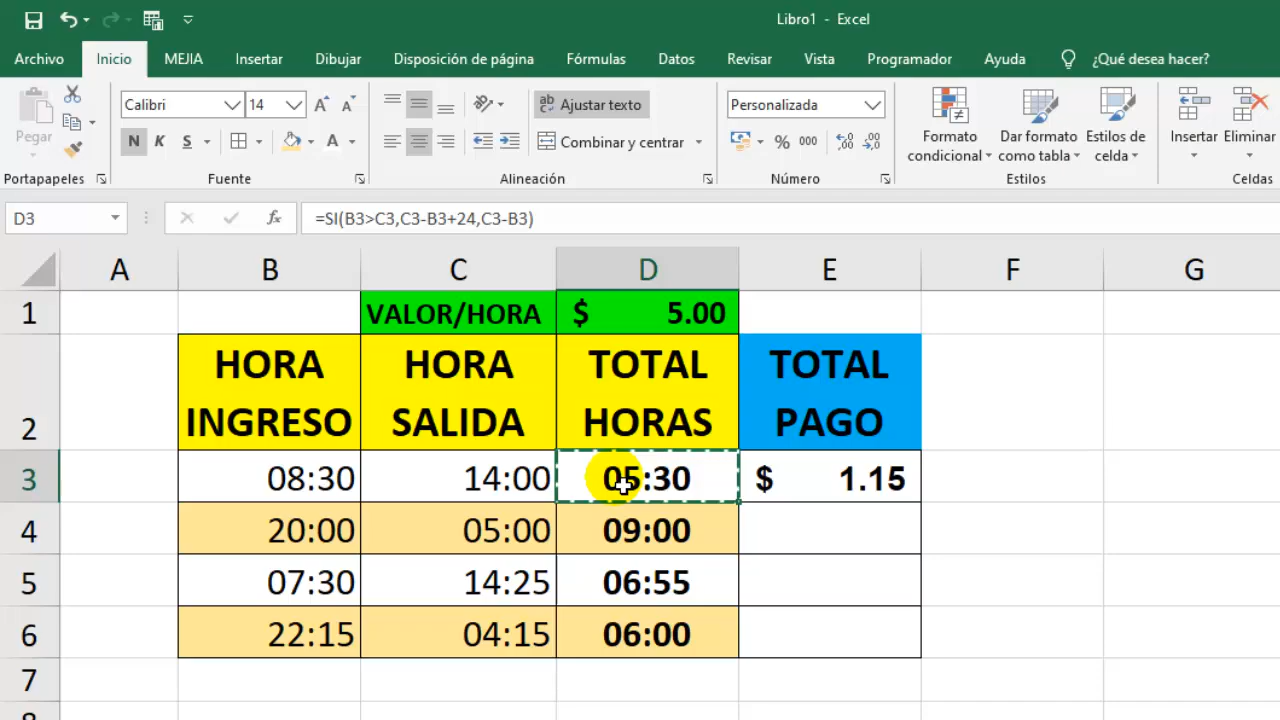 Libro1 - Excel
Archivo Inicio MEJIA Insertar Dibujar Disposición de página Fórmulas Datos Revisar Vista Programador Ayuda ¿Qué desea hacer?
Pegar
Calibri 14 A A
N K S A
ab Ajustar texto
Combinar y centrar
Personalizada
% 000
Formato condicional
Dar formato como tabla
Estilos de celda
Insertar Eliminar
Portapapeles Fuente Alineación Número Estilos Celdas
D3 fx =SI(B3>C3,C3-B3+24,C3-B3)
A B C D E F G
1 VALOR/HORA $ 5.00
2 HORA INGRESO HORA SALIDA TOTAL HORAS TOTAL PAGO
3 08:30 14:00 05:30 $ 1.15
4 20:00 05:00 09:00
5 07:30 14:25 06:55
6 22:15 04:15 06:00
7
8